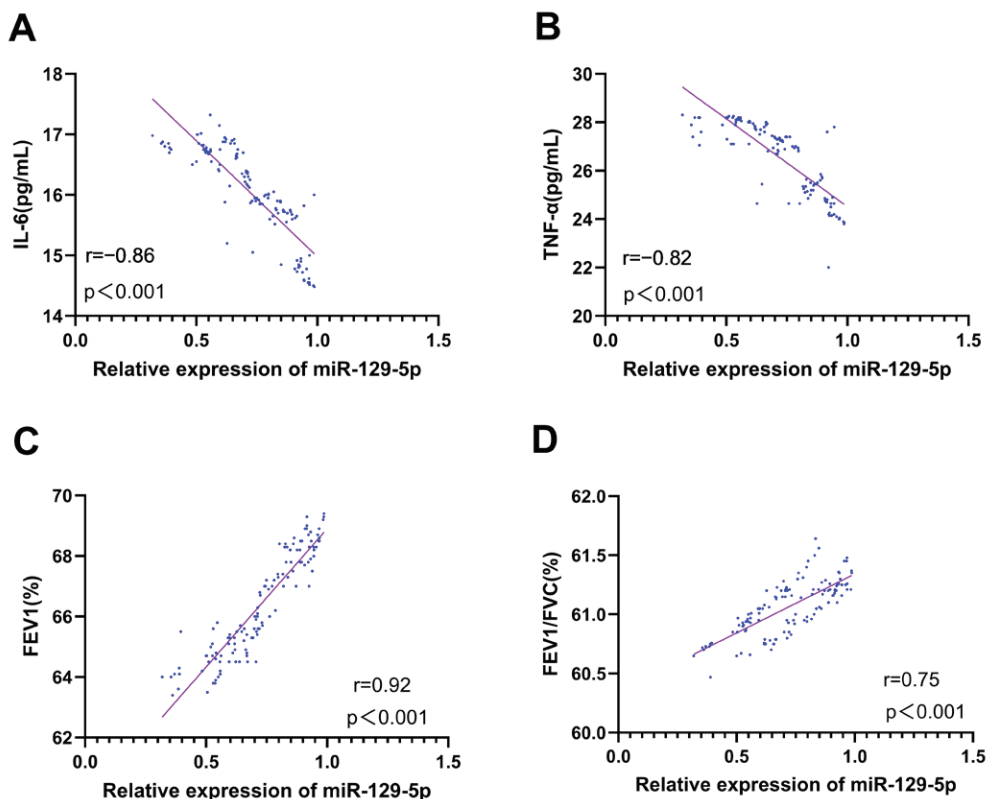 A
IL-6(pg/mL)
18
17
16
15
14
r=−0.86
p<0.001
0.0 0.5 1.0 1.5
Relative expression of miR-129-5p
B
TNF-α(pg/mL)
30
28
26
24
22
20
r=−0.82
p<0.001
0.0 0.5 1.0 1.5
Relative expression of miR-129-5p
C
FEV1(%)
70
68
66
64
62
r=0.92
p<0.001
0.0 0.5 1.0 1.5
Relative expression of miR-129-5p
D
FEV1/FVC(%)
62.0
61.5
61.0
60.5
60.0
r=0.75
p<0.001
0.0 0.5 1.0 1.5
Relative expression of miR-129-5p